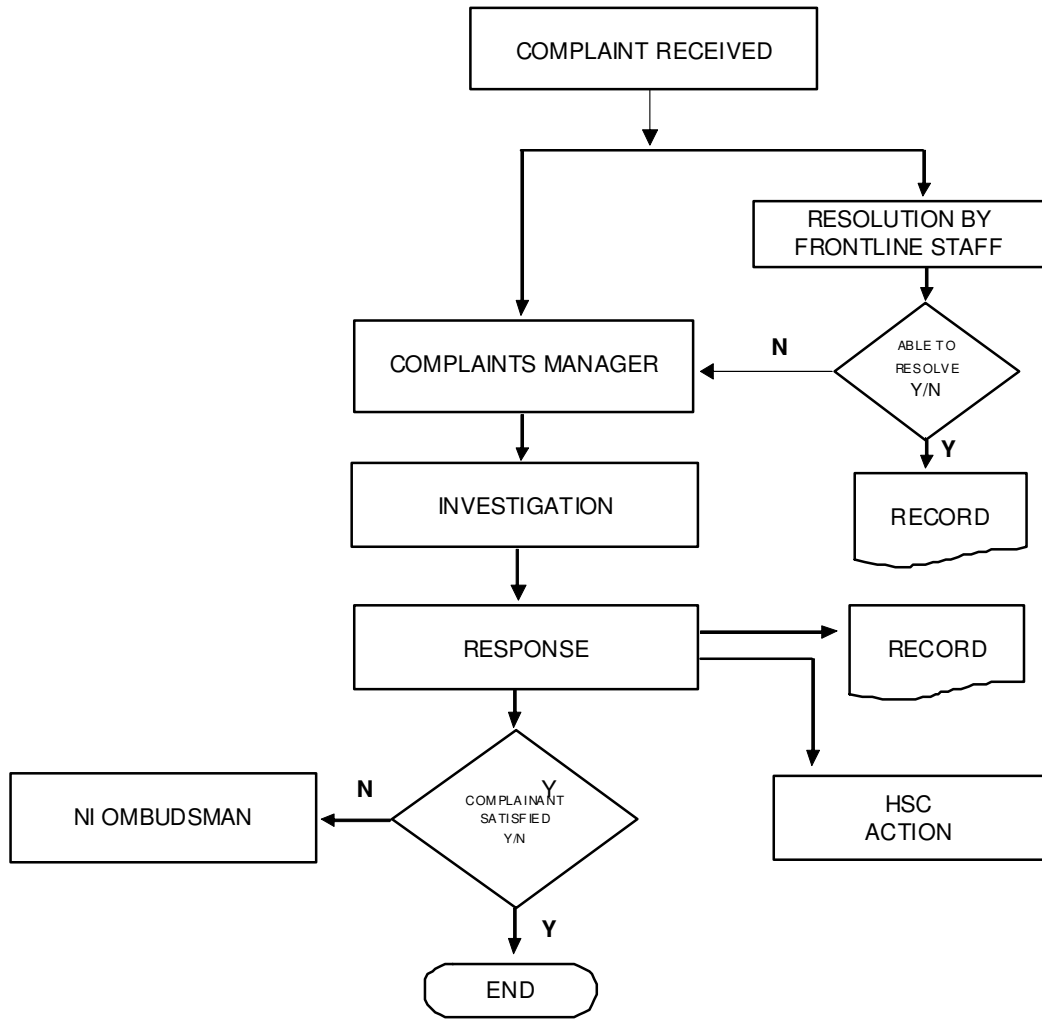 COMPLAINT RECEIVED
RESOLUTION BY
FRONTLINE STAFF
COMPLAINTS MANAGER
N
ABLE TO
RESOLVE
Y/N
Y
INVESTIGATION
RECORD
RESPONSE
RECORD
NI OMBUDSMAN
N
Y
COMPLAINANT
SATISFIED
Y/N
HSC
ACTION
Y
END